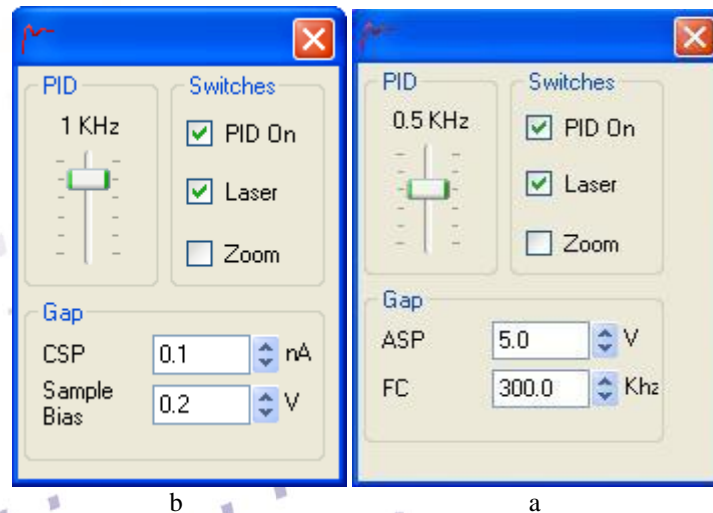 PID
1 KHz
Switches
PID On
Laser
Zoom
Gap
CSP 0.1 nA
Sample Bias 0.2 V
PID
0.5 KHz
Switches
PID On
Laser
Zoom
Gap
ASP 5.0 V
FC 300.0 Khz
b
a